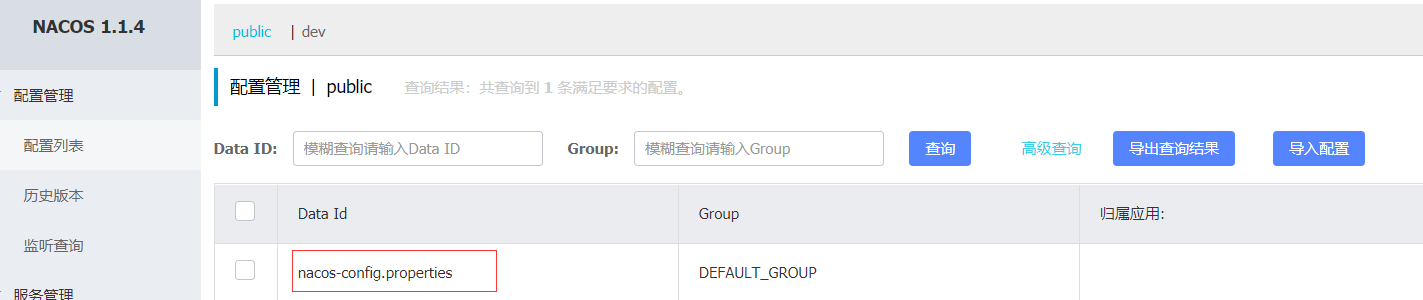 NACOS 1.1.4
public | dev
配置管理
配置管理 | public 查询结果：共查询到 1 条满足要求的配置。
配置列表
Data ID: 模糊查询请输入Data ID Group: 模糊查询请输入Group 查询 高级查询 导出查询结果 导入配置
历史版本
Data Id Group 归属应用:
监听查询
nacos-config.properties DEFAULT_GROUP
服务管理